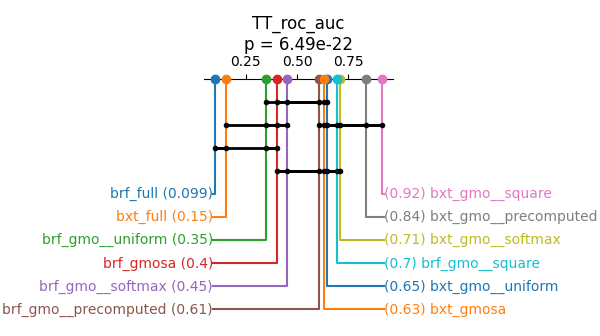 TT_roc_auc
p = 6.49e-22
0.25 0.50 0.75
brf_full (0.099) (0.92) bxt_gmo__square
bxt_full (0.15) (0.84) bxt_gmo__precomputed
brf_gmo__uniform (0.35) (0.71) bxt_gmo__softmax
brf_gmosa (0.4) (0.7) brf_gmo__square
brf_gmo__softmax (0.45) (0.65) bxt_gmo__uniform
brf_gmo__precomputed (0.61) (0.63) bxt_gmosa